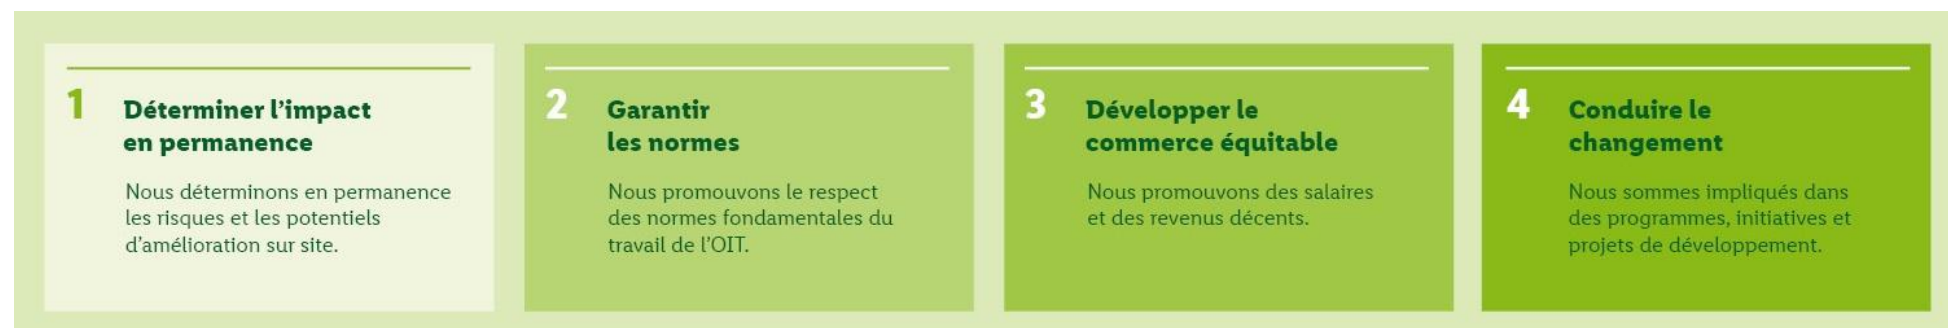 1
Déterminer l’impact
en permanence
Nous déterminons en permanence
les risques et les potentiels
d’amélioration sur site.
2
Garantir
les normes
Nous promouvons le respect
des normes fondamentales du
travail de l’OIT.
3
Développer le
commerce équitable
Nous promouvons des salaires
et des revenus décents.
4
Conduire le
changement
Nous sommes impliqués dans
des programmes, initiatives et
projets de développement.